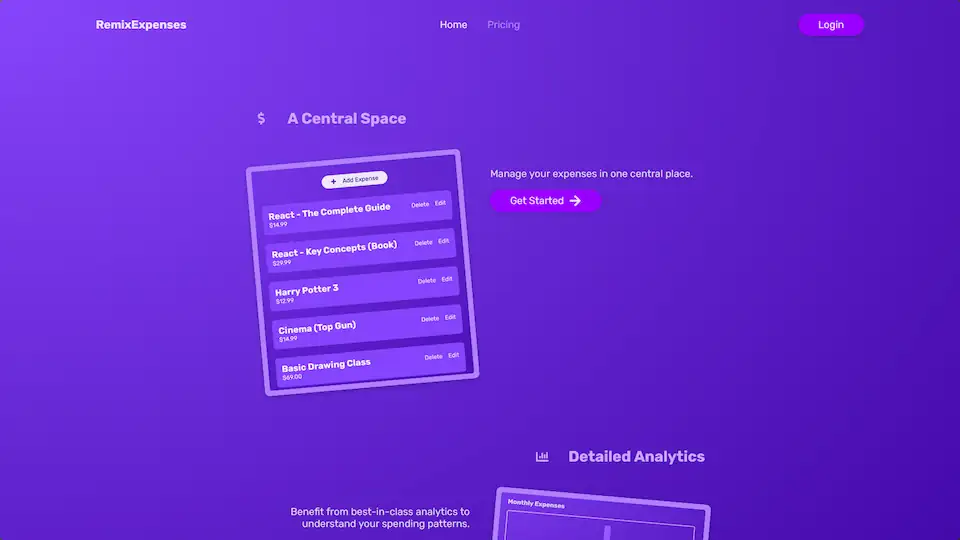 RemixExpenses
Home
Pricing
Login
$
A Central Space
+ Add Expense
React - The Complete Guide
$14.99
Delete Edit
React - Key Concepts (Book)
$29.99
Delete Edit
Harry Potter 3
$12.99
Delete Edit
Cinema (Top Gun)
$14.99
Delete Edit
Basic Drawing Class
$69.00
Delete Edit
Manage your expenses in one central place.
Get Started
Detailed Analytics
Benefit from best-in-class analytics to
understand your spending patterns.
Monthly Expenses